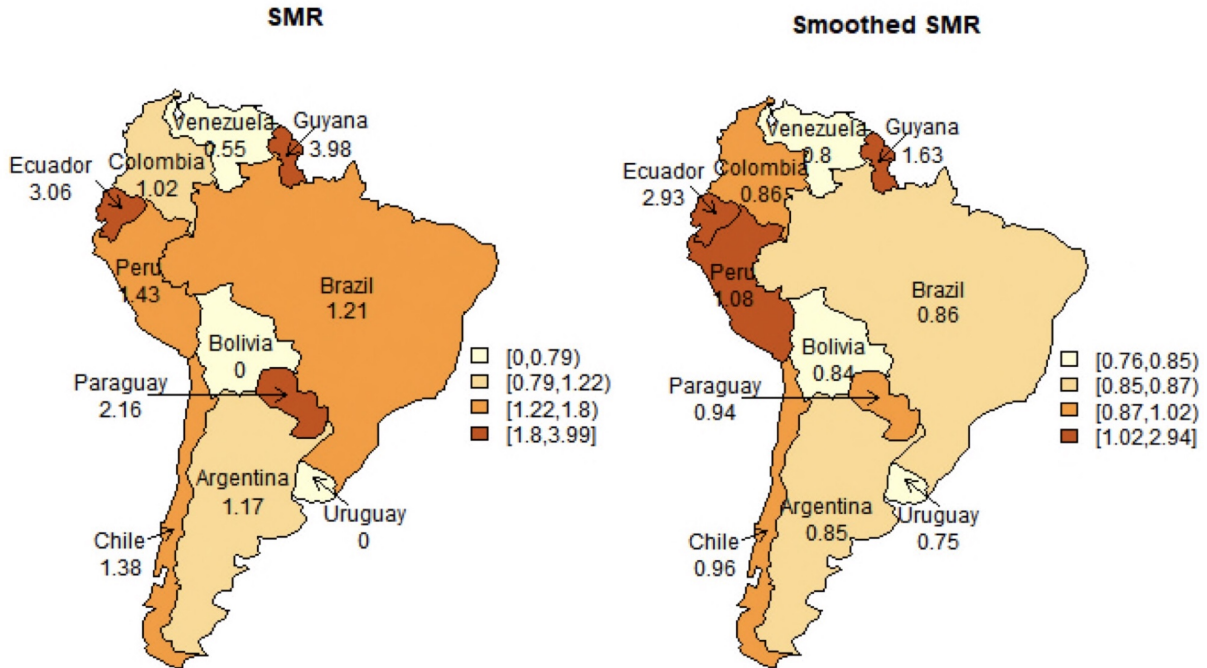 SMR
Venezuela
0.55
Guyana
3.98
Ecuador
3.06
Colombia
1.02
Peru
1.43
Brazil
1.21
Bolivia
0
Paraguay
2.16
Argentina
1.17
Uruguay
0
Chile
1.38
[0,0.79)
[0.79,1.22)
[1.22,1.8)
[1.8,3.99]
Smoothed SMR
Venezuela
0.8
Guyana
1.63
Ecuador
2.93
Colombia
0.86
Peru
1.08
Brazil
0.86
Bolivia
0.84
Paraguay
0.94
Argentina
0.85
Uruguay
0.75
Chile
0.96
[0.76,0.85)
[0.85,0.87)
[0.87,1.02)
[1.02,2.94]